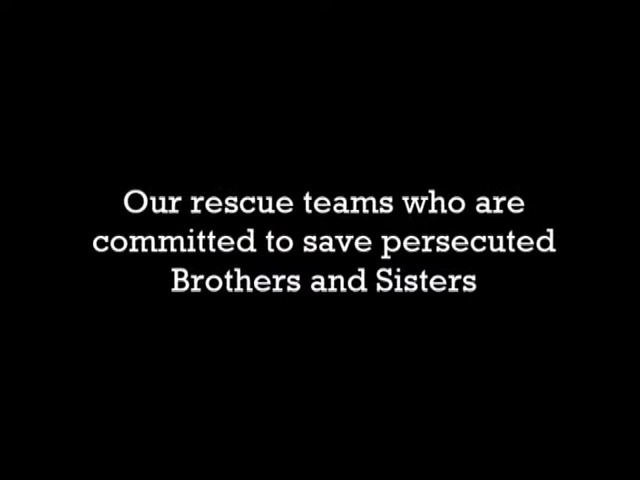 Our rescue teams who are
committed to save persecuted
Brothers and Sisters